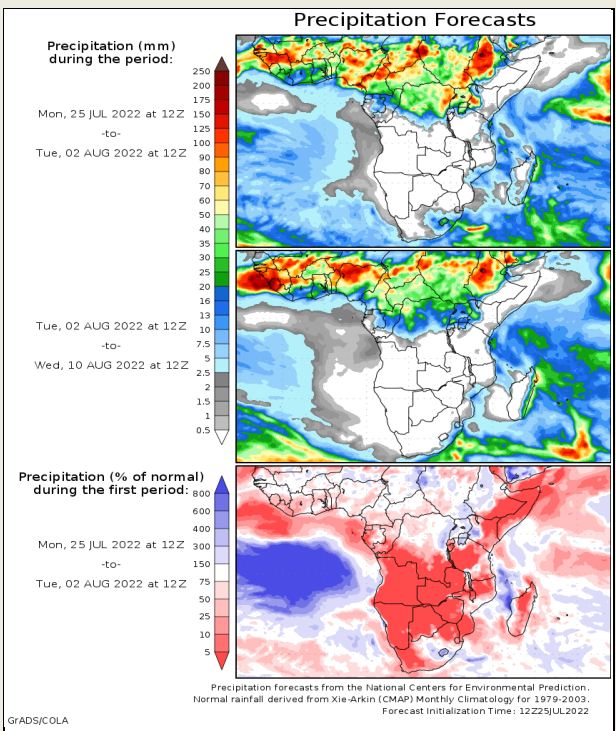 Precipitation Forecasts
Precipitation (mm)
during the period:
Mon, 25 JUL 2022 at 12Z
-to-
Tue, 02 AUG 2022 at 12Z
250
200
175
150
125
100
90
80
70
60
50
40
35
30
25
20
16
13
10
7.5
5
2.5
2
1.5
1
0.5
Tue, 02 AUG 2022 at 12Z
-to-
Wed, 10 AUG 2022 at 12Z
Precipitation (% of normal)
during the first period:
Mon, 25 JUL 2022 at 12Z
-to-
Tue, 02 AUG 2022 at 12Z
800
600
400
300
150
75
50
25
10
5
Precipitation forecasts from the National Centers for Environmental Prediction.
Normal rainfall derived from Xie-Arkin (CMAP) Monthly Climatology for 1979-2003.
Forecast Initialization Time: 12Z25JUL2022
GrADS/COLA